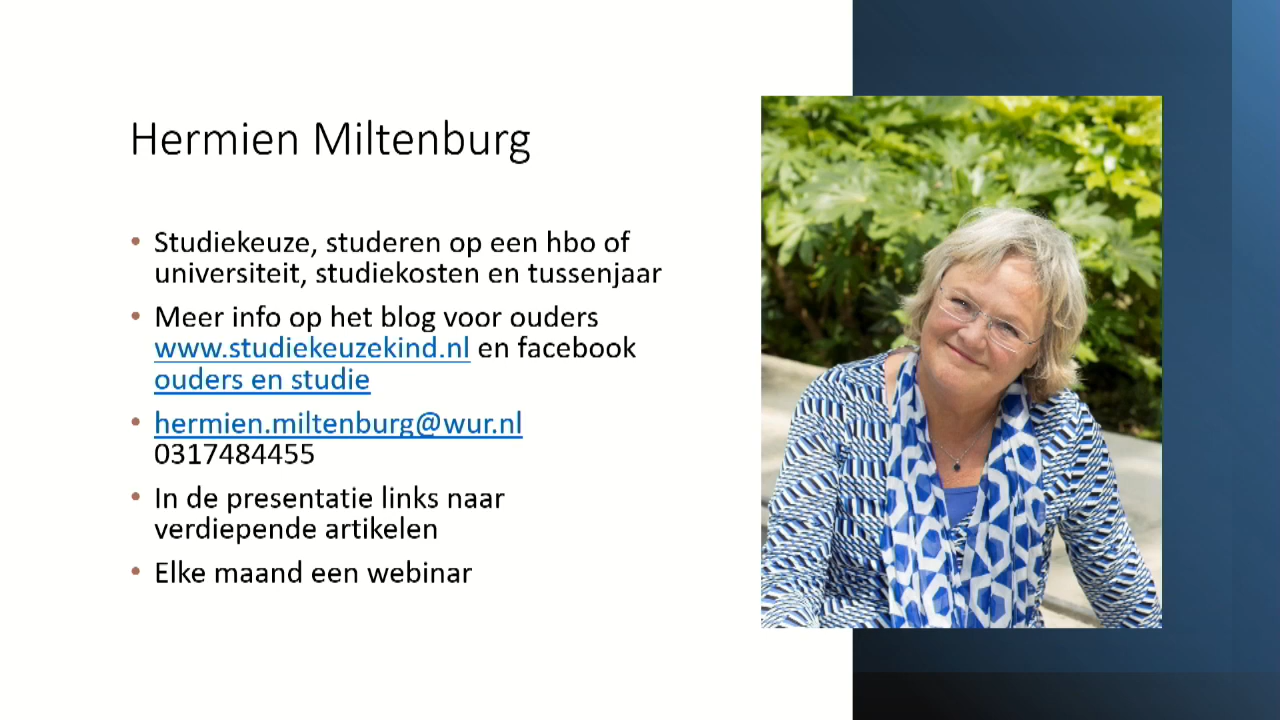 Hermien Miltenburg
• Studiekeuze, studeren op een hbo of
universiteit, studiekosten en tussenjaar
• Meer info op het blog voor ouders
www.studiekeuzekind.nl en facebook
ouders en studie
• hermien.miltenburg@wur.nl
0317484455
• In de presentatie links naar
verdiepende artikelen
• Elke maand een webinar